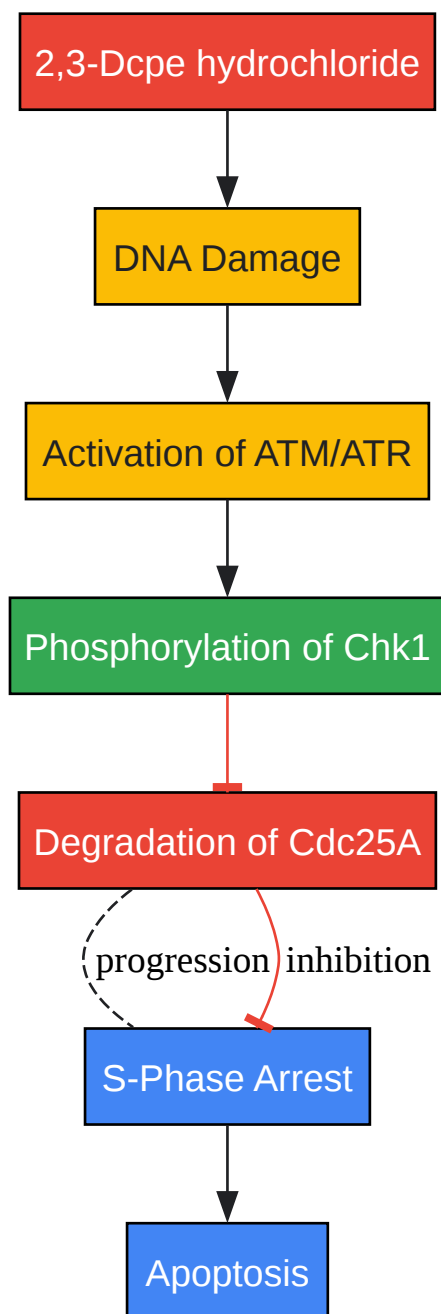 2,3-Dcpe hydrochloride
DNA Damage
Activation of ATM/ATR
Phosphorylation of Chk1
Degradation of Cdc25A
progression
inhibition
S-Phase Arrest
Apoptosis